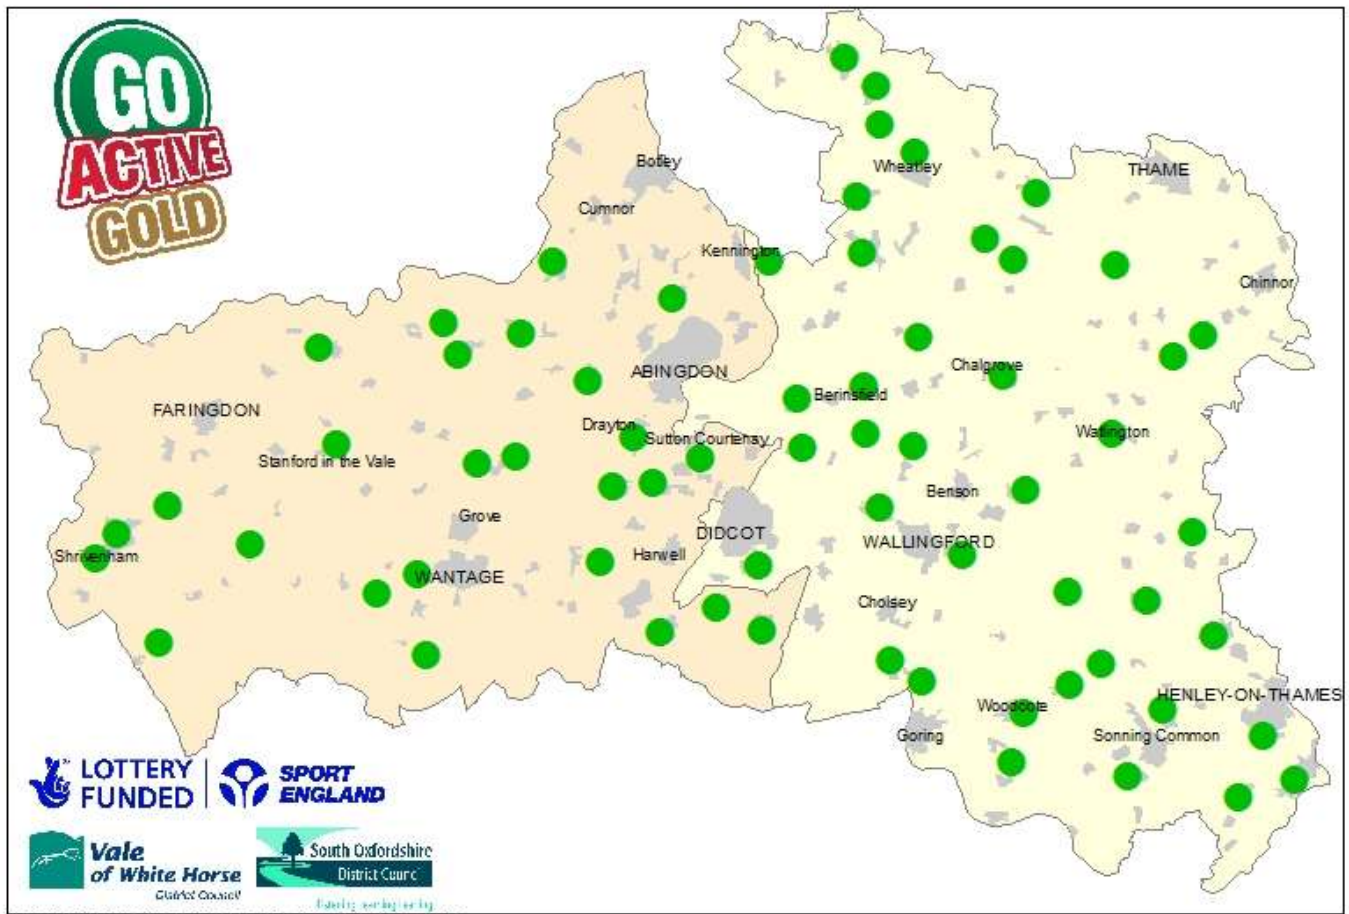 GO
ACTIVE
GOLD
Botley
Cumnor
Kennington
Wheatley
THAME
Chinnor
FARINGDON
ABINGDON
Chalgrove
Berinsfield
Drayton
Sutton Courtenay
Watlington
Stanford in the Vale
Benson
Grove
DIDCOT
WALLINGFORD
Shrivenham
Harwell
WANTAGE
Cholsey
HENLEY-ON-THAMES
Woodcote
Goring
Sonning Common
LOTTERY
FUNDED
SPORT
ENGLAND
Vale
of White Horse
District Council
South Oxfordshire
District Council